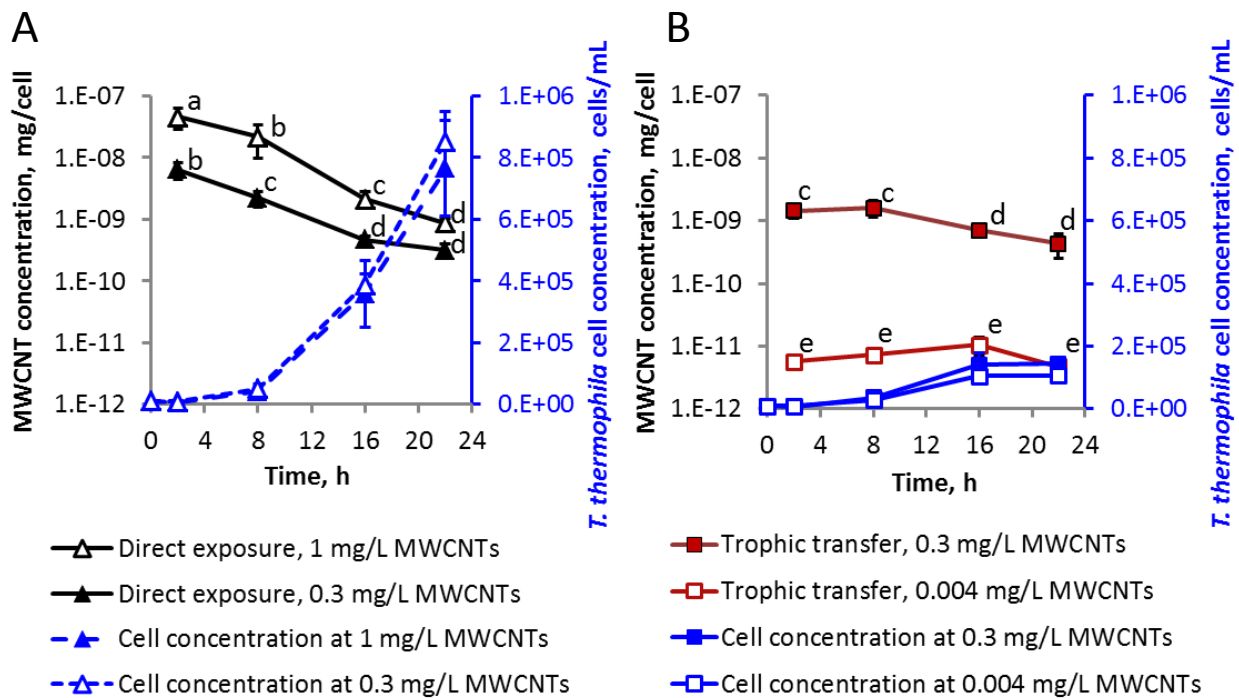 A
MWCNT concentration, mg/cell
1.E-07
1.E-08
1.E-09
1.E-10
1.E-11
1.E-12
a
b
b
c
c
d
d
d
1.E+06
8.E+05
6.E+05
4.E+05
2.E+05
0.E+00
T. thermophila cell concentration, cells/mL
0 4 8 12 16 20 24
Time, h
Direct exposure, 1 mg/L MWCNTs
Direct exposure, 0.3 mg/L MWCNTs
Cell concentration at 1 mg/L MWCNTs
Cell concentration at 0.3 mg/L MWCNTs
B
MWCNT concentration, mg/cell
1.E-07
1.E-08
1.E-09
1.E-10
1.E-11
1.E-12
c
c
d
d
e
e
e
e
1.E+06
8.E+05
6.E+05
4.E+05
2.E+05
0.E+00
T. thermophila cell concentration, cells/mL
0 4 8 12 16 20 24
Time, h
Trophic transfer, 0.3 mg/L MWCNTs
Trophic transfer, 0.004 mg/L MWCNTs
Cell concentration at 0.3 mg/L MWCNTs
Cell concentration at 0.004 mg/L MWCNTs